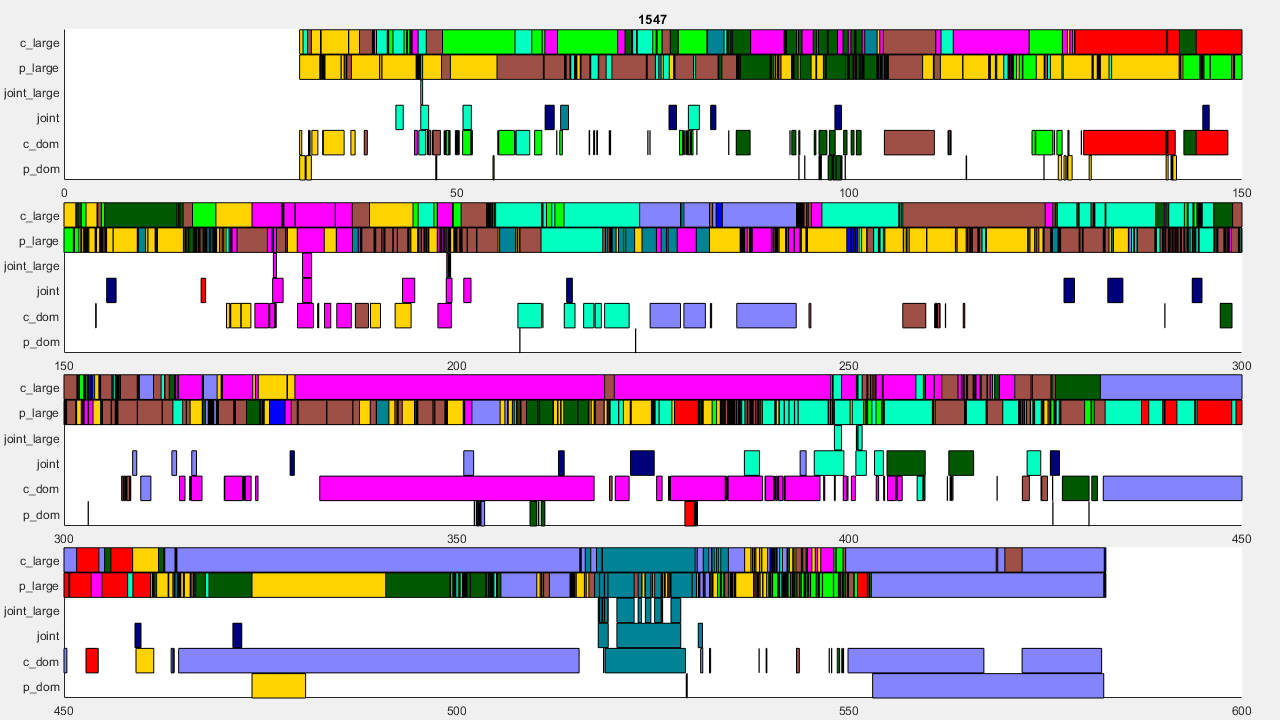 1547
c_large
p_large
joint_large
joint
c_dom
p_dom
0 50 100 150
c_large
p_large
joint_large
joint
c_dom
p_dom
150 200 250 300
c_large
p_large
joint_large
joint
c_dom
p_dom
300 350 400 450
c_large
p_large
joint_large
joint
c_dom
p_dom
450 500 550 600